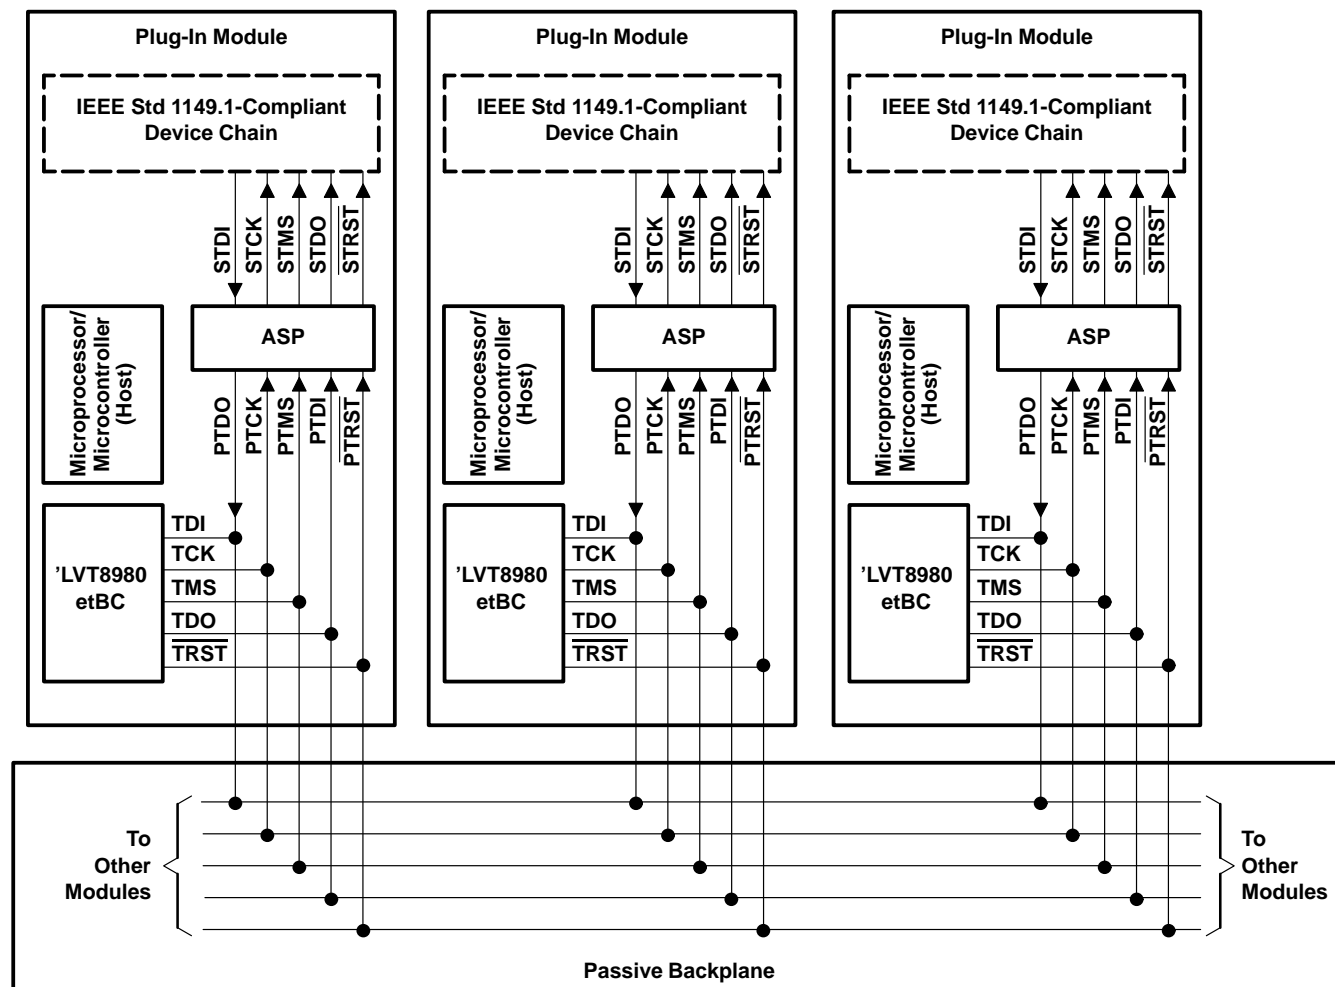 Plug-In Module
IEEE Std 1149.1-Compliant
Device Chain
STDI
STCK
STMS
STDO
STRST
Microprocessor/
Microcontroller
(Host)
ASP
PTDO
PTCK
PTMS
PTDI
PTRST
’LVT8980
etBC
TDI
TCK
TMS
TDO
TRST
Plug-In Module
IEEE Std 1149.1-Compliant
Device Chain
STDI
STCK
STMS
STDO
STRST
Microprocessor/
Microcontroller
(Host)
ASP
PTDO
PTCK
PTMS
PTDI
PTRST
’LVT8980
etBC
TDI
TCK
TMS
TDO
TRST
Plug-In Module
IEEE Std 1149.1-Compliant
Device Chain
STDI
STCK
STMS
STDO
STRST
Microprocessor/
Microcontroller
(Host)
ASP
PTDO
PTCK
PTMS
PTDI
PTRST
’LVT8980
etBC
TDI
TCK
TMS
TDO
TRST
To
Other
Modules
To
Other
Modules
Passive Backplane